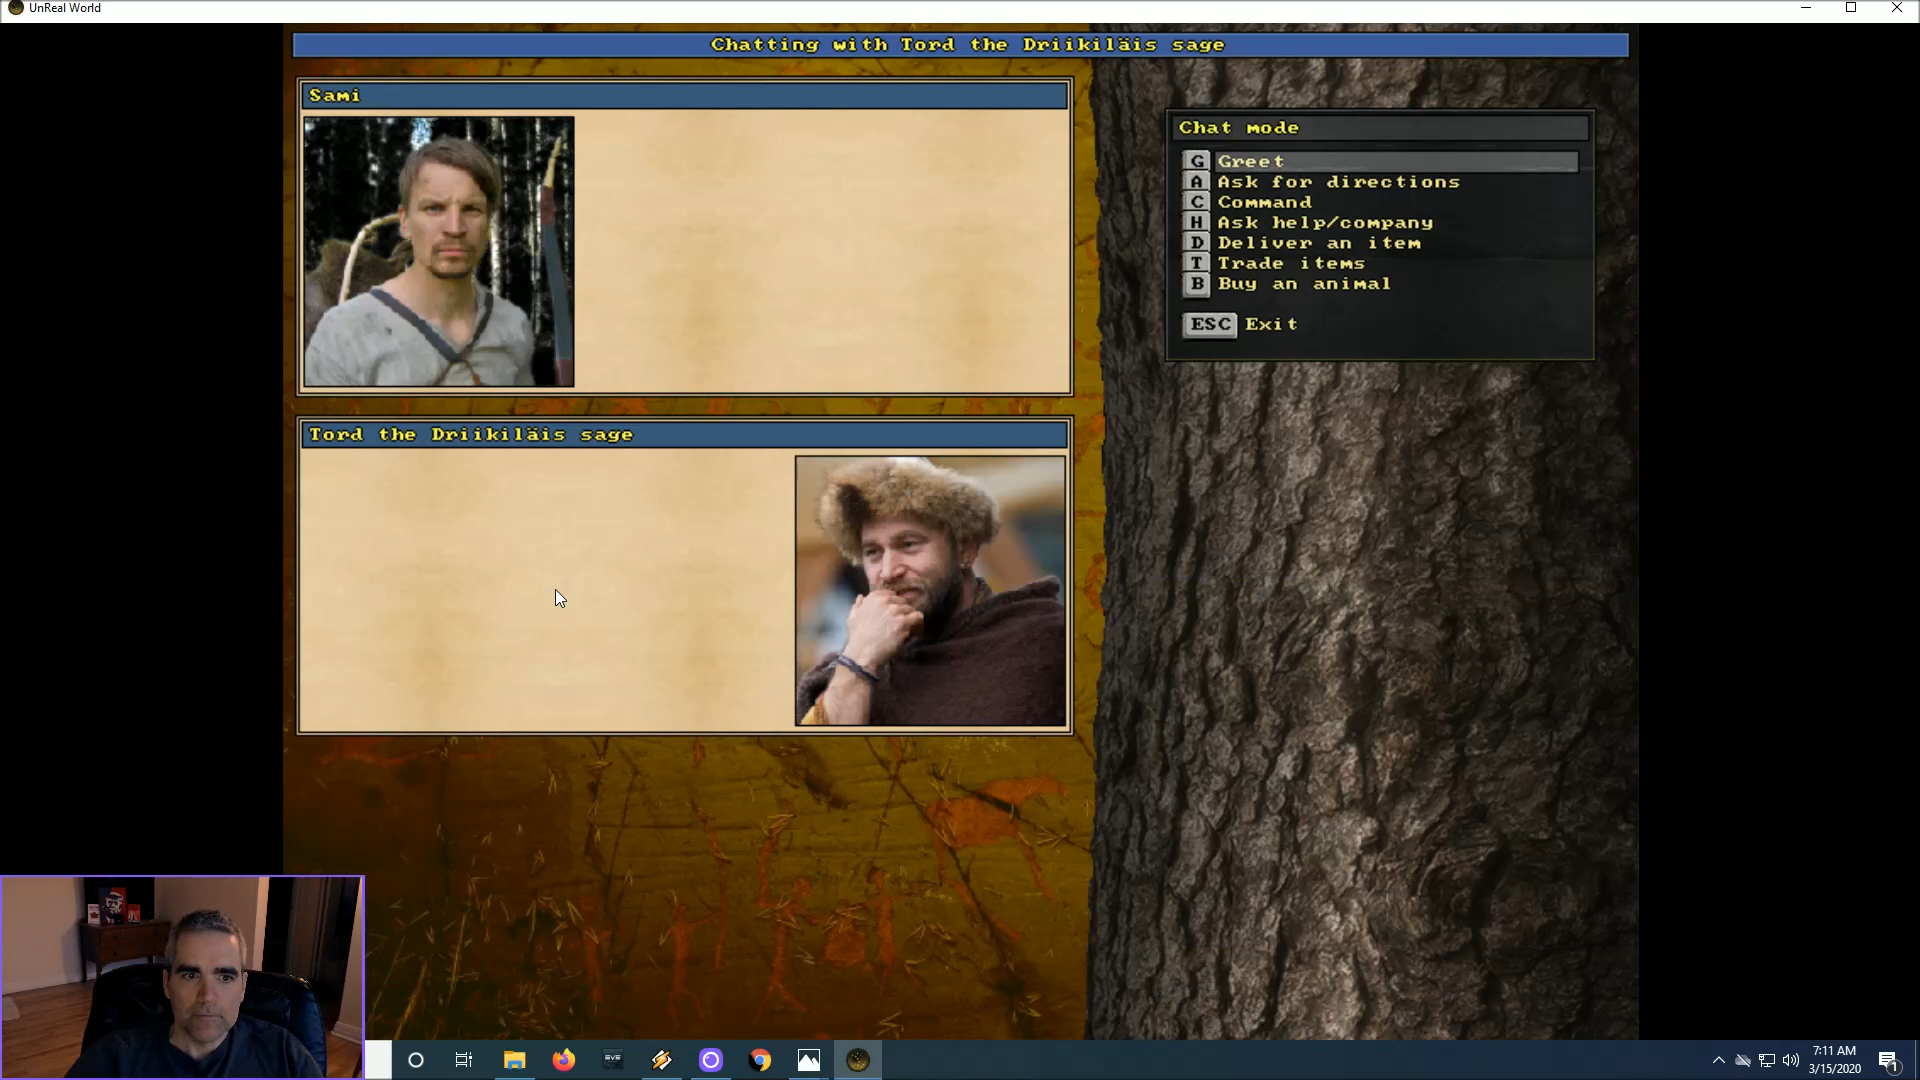 UnReal World
Chatting with Tord the Driikiläis sage
Sami
Chat mode
G Greet
A Ask for directions
C Command
H Ask help/company
D Deliver an item
T Trade items
B Buy an animal
ESC Exit
Tord the Driikiläis sage
EVE
7:11 AM
3/15/2020
1